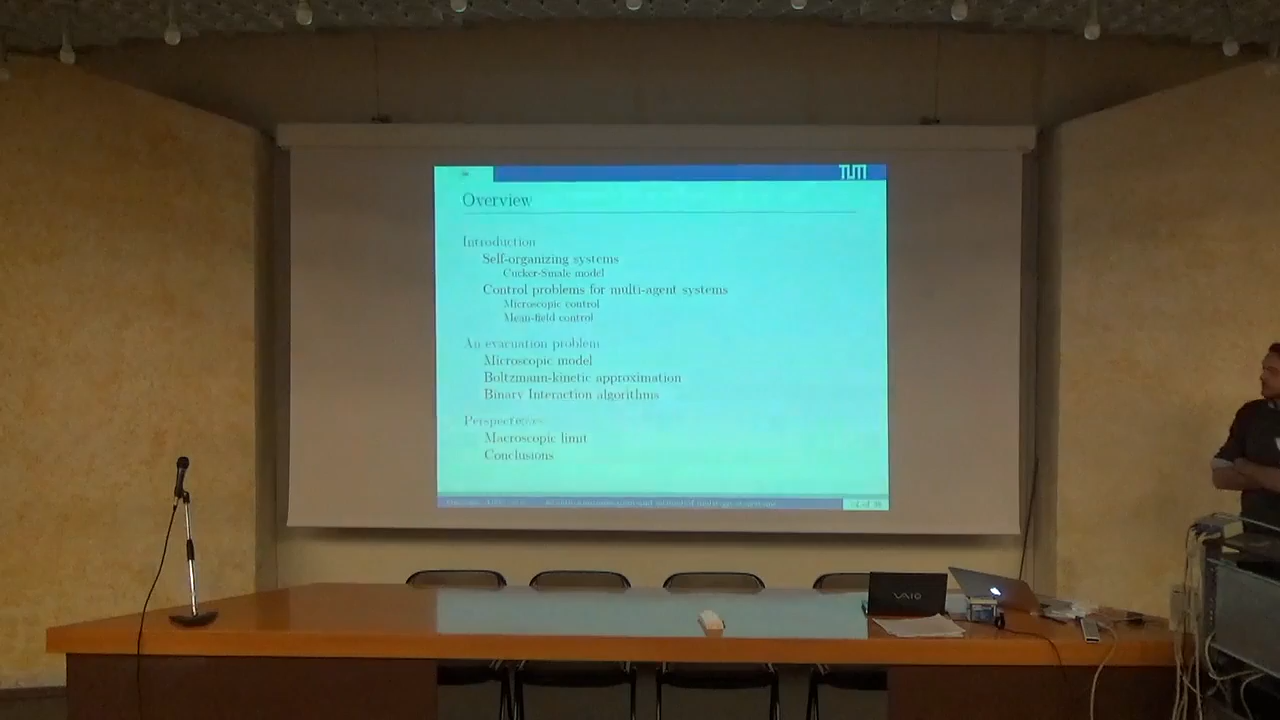 TUM
Overview
Introduction
Self-organizing systems
Cucker-Smale model
Control problems for multi-agent systems
Microscopic control
Mean-field control
An evacuation problem
Microscopic model
Boltzmann-kinetic approximation
Binary Interaction algorithms
Perspectives
Macroscopic limit
Conclusions
VAIO